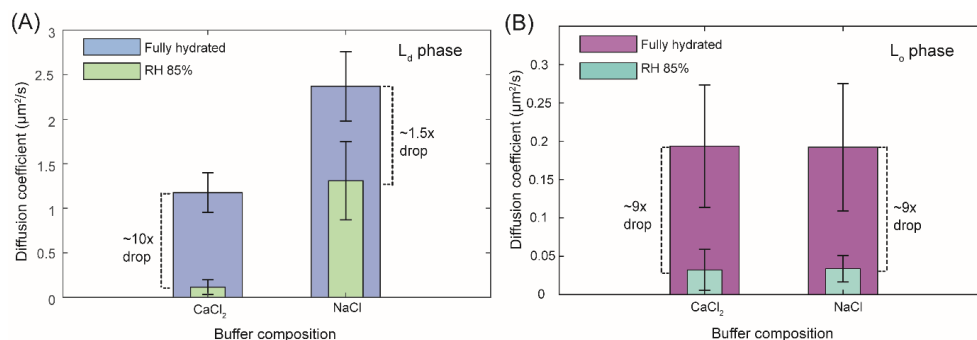 (A)
Fully hydrated
RH 85%
L_d phase
Diffusion coefficient (μm²/s)
3
2.5
2
1.5
1
0.5
0
~10x
drop
~1.5x
drop
CaCl₂
NaCl
Buffer composition
(B)
Fully hydrated
RH 85%
Lₒ phase
Diffusion coefficient (μm²/s)
0.3
0.25
0.2
0.15
0.1
0.05
0
~9x
drop
~9x
drop
CaCl₂
NaCl
Buffer composition